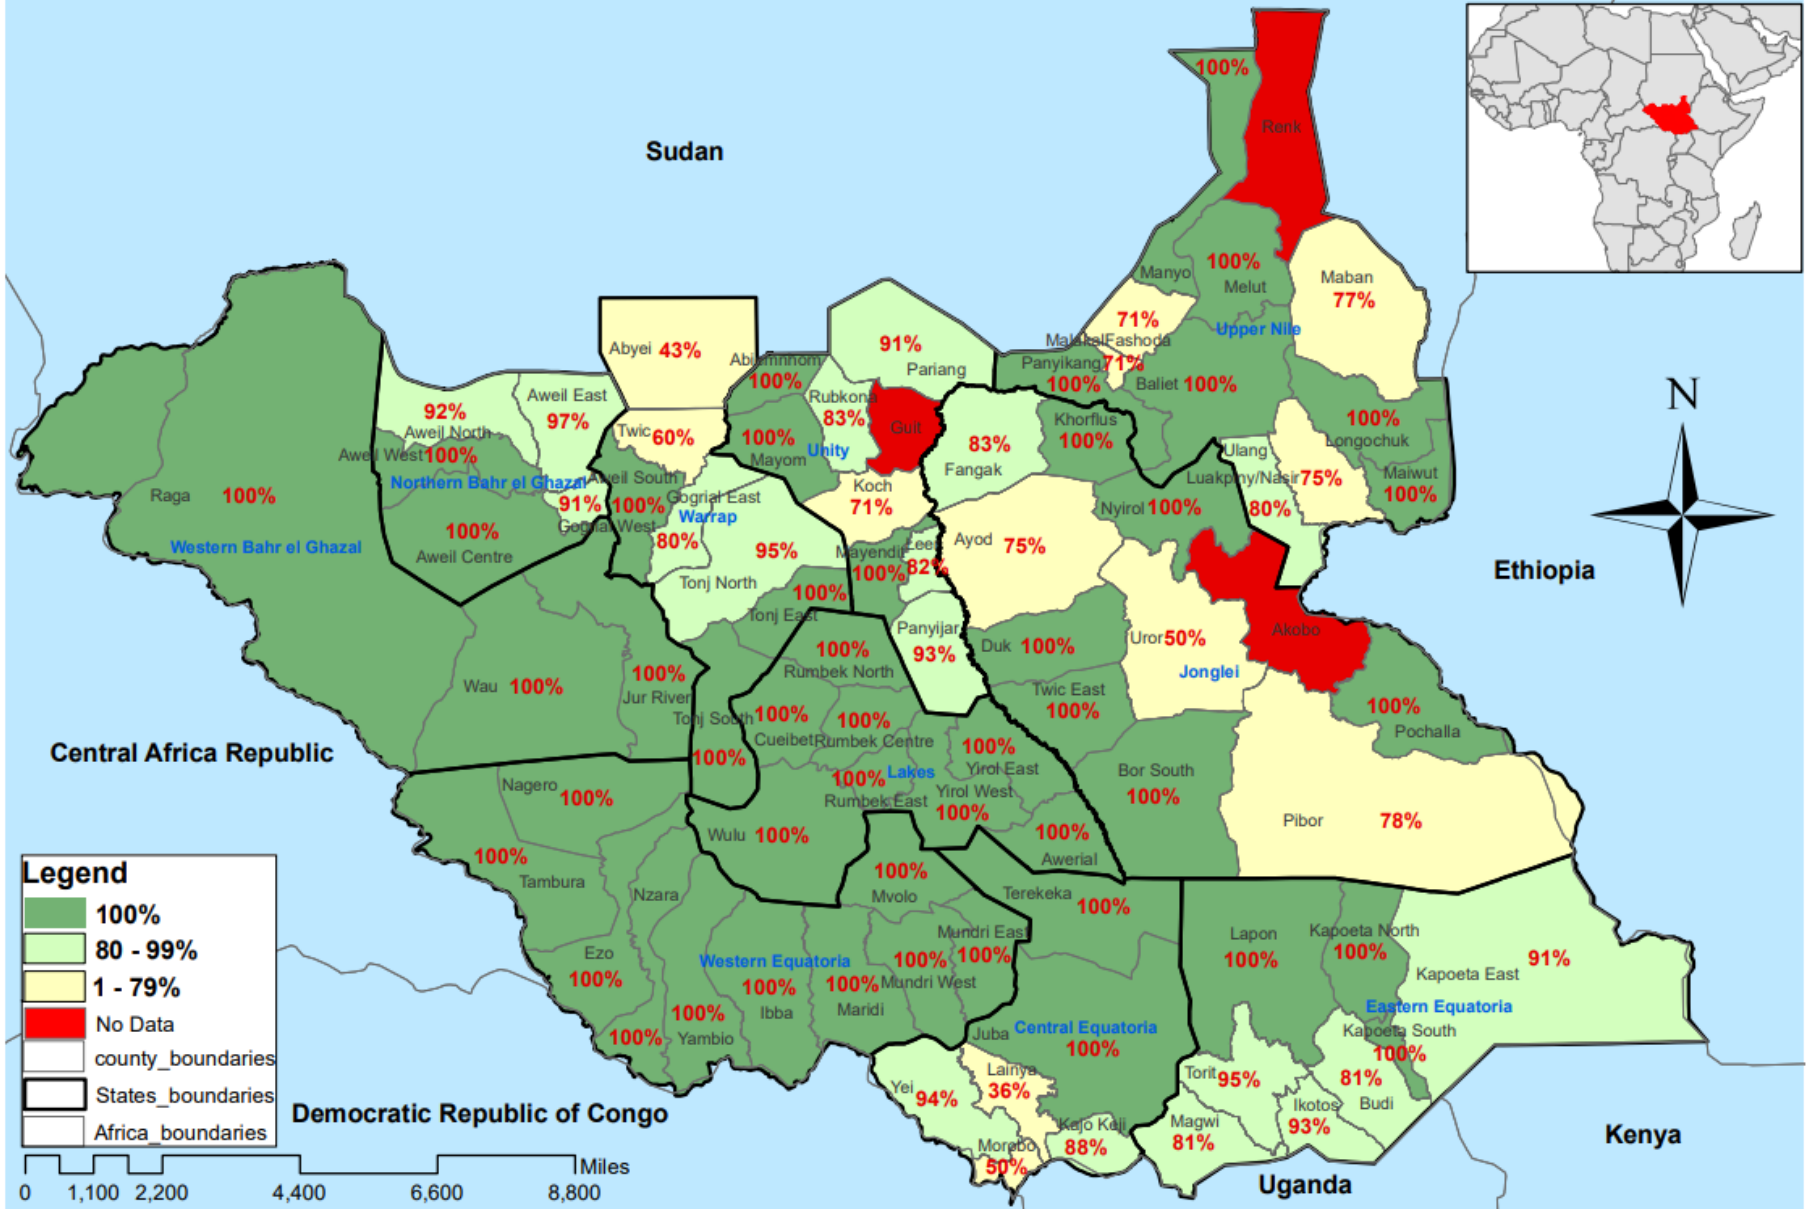 100%
Renk
Sudan
Manyo
100%
Melut
Maban
77%
Upper Nile
71%
MalakalFashoda
71%
Panyikang
100%
Baliet 100%
Abyei 43%
Abiemnnom
100%
91%
Pariang
Rubkona
83%
Guit
Unity
100%
Mayom
Koch
71%
Aweil East
97%
92%
Aweil North
Aweil West
100%
Northern Bahr el Ghazal
Aweil South
91%
100%
Aweil Centre
Twic
60%
Gogrial East
100%
Gogrial West
Warrap
80%
95%
Tonj North
100%
Tonj East
Raga
100%
Western Bahr el Ghazal
Wau 100%
100%
Jur River
Tonj South
100%
83%
Fangak
Khorflus
100%
100%
Longochuk
Ulang
Luakpiny/Nasir
75%
80%
Maiwut
100%
Nyirol 100%
Ayod 75%
Mayendit
100%
Leer
82%
Panyijar
93%
Duk 100%
Uror 50%
Akobo
Jonglei
Twic East
100%
100%
Pochalla
Bor South
100%
Pibor 78%
Ethiopia
N
100%
Rumbek North
100%
Cueibet
100%
Rumbek Centre
100%
Lakes
Rumbek East
100%
Yirol East
Yirol West
100%
Wulu 100%
100%
Awerial
Central Africa Republic
Nagero
100%
100%
Tambura
Nzara
Ezo
100%
100%
Western Equatoria
100%
Yambio
100%
Ibba
100%
Maridi
100%
Mvolo
Mundri East
100%
100%
Mundri West
Terekeka
100%
Juba
Central Equatoria
100%
Yei
94%
Lainya
36%
Morobo
50%
Kajo Keji
88%
Lapon
100%
Kapoeta North
100%
Kapoeta East
91%
Eastern Equatoria
Kapoeta South
100%
Torit 95%
81%
Budi
Ikotos
93%
Magwi
81%
Democratic Republic of Congo
Uganda
Kenya
Legend
100%
80 - 99%
1 - 79%
No Data
county_boundaries
States_boundaries
Africa_boundaries
Miles
0 1,100 2,200 4,400 6,600 8,800